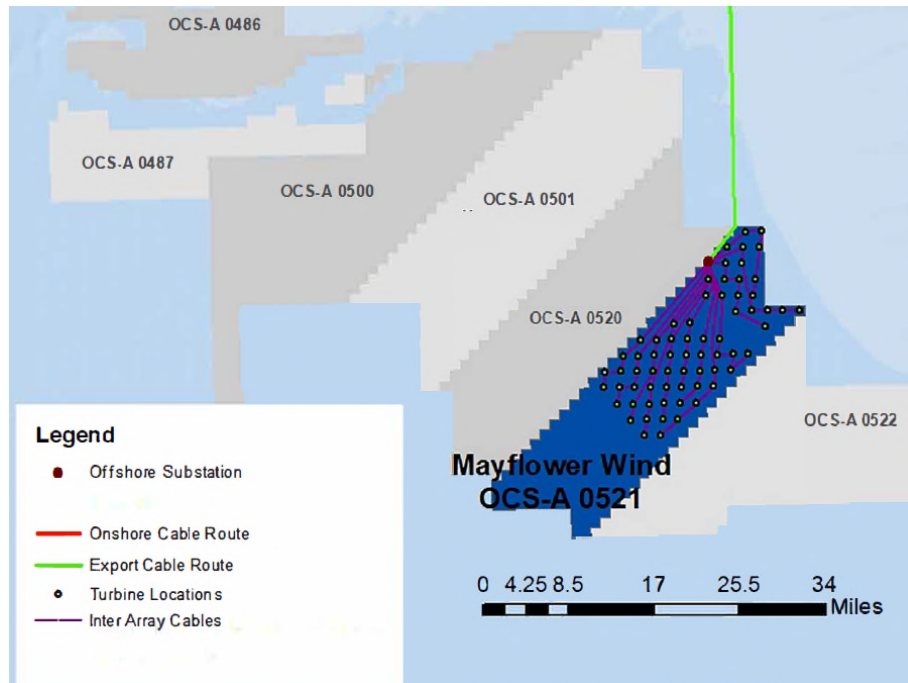 OCS-A 0486
OCS-A 0487
OCS-A 0500
OCS-A 0501
OCS-A 0520
OCS-A 0522
Mayflower Wind
OCS-A 0521
Legend
Offshore Substation
Onshore Cable Route
Export Cable Route
Turbine Locations
Inter Array Cables
0 4.25 8.5 17 25.5 34
Miles